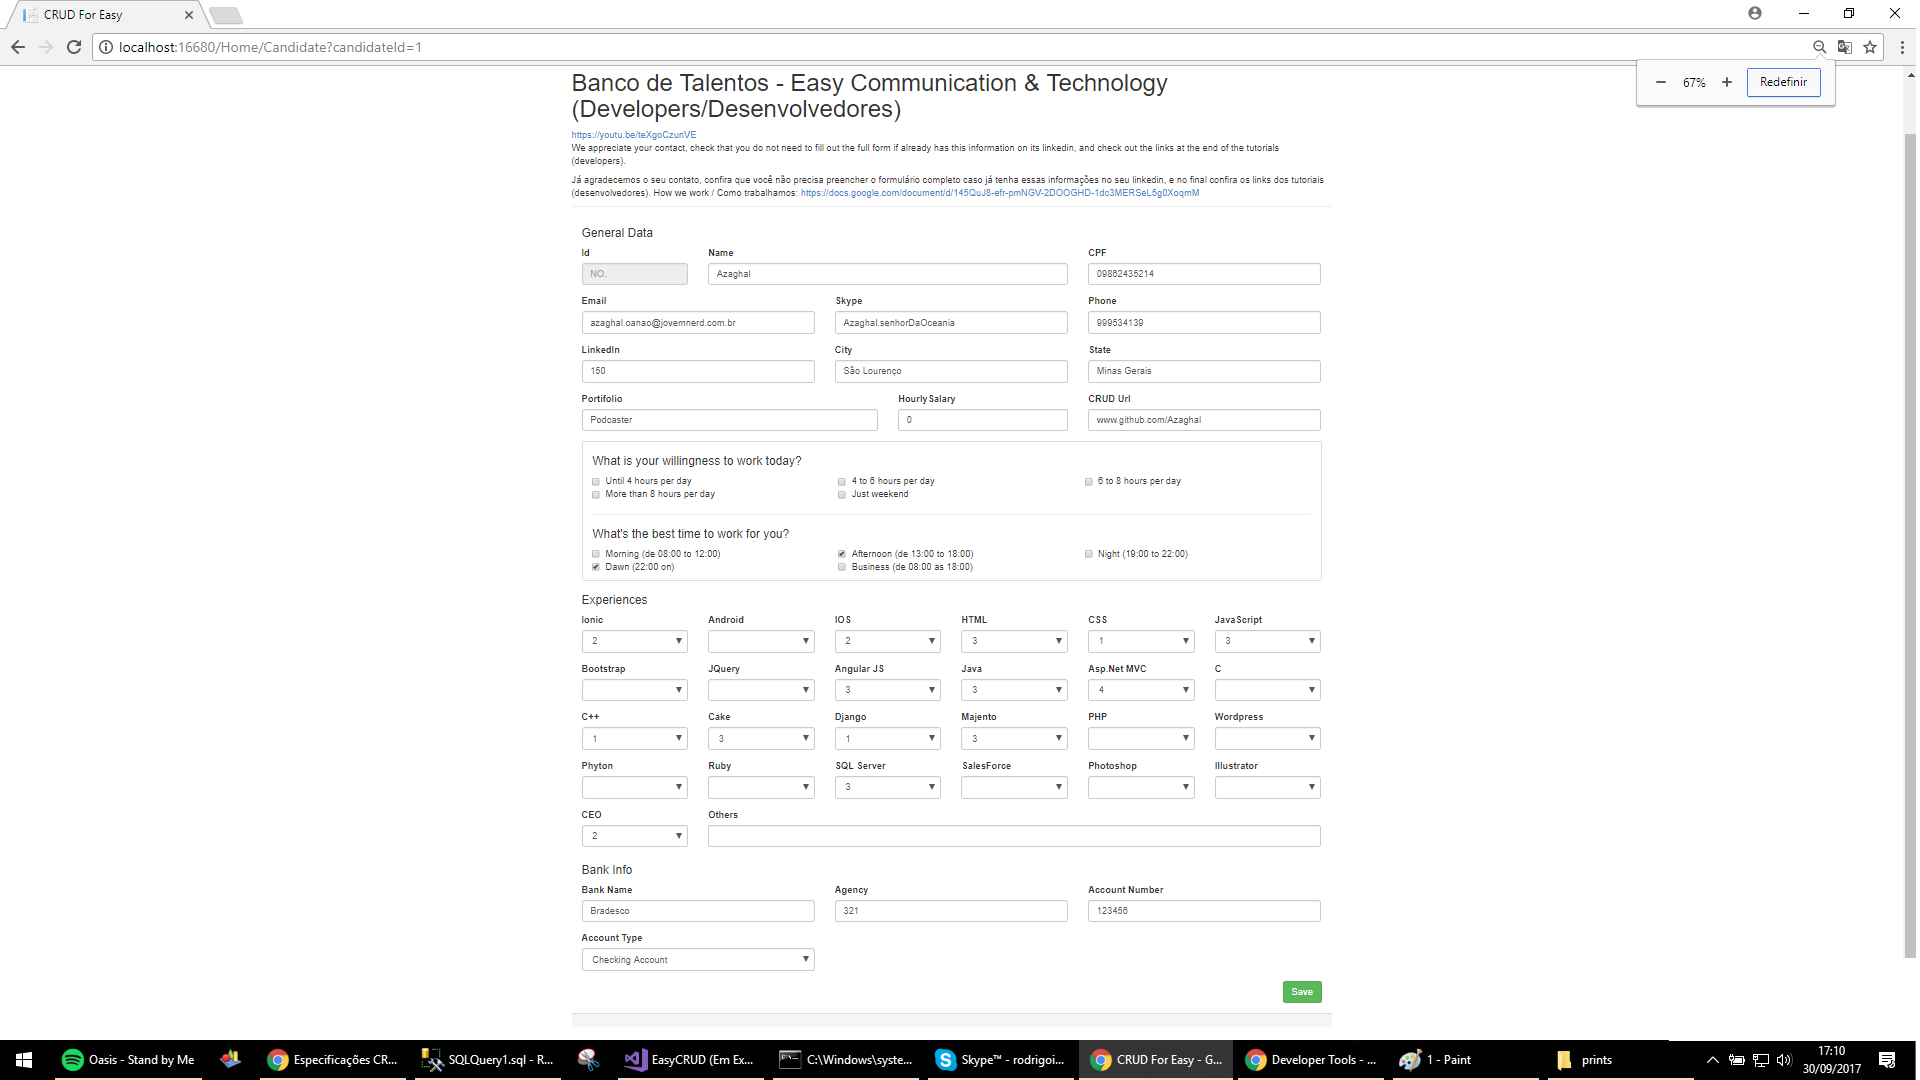 CRUD For Easy
localhost:16680/Home/Candidate?candidateId=1
67% Redefinir
Banco de Talentos - Easy Communication & Technology
(Developers/Desenvolvedores)
https://youtu.be/teXgoCzunVE
We appreciate your contact, check that you do not need to fill out the full form if already has this information on its linkedin, and check out the links at the end of the tutorials
(developers).
Já agradecemos o seu contato, confira que você não precisa preencher o formulário completo caso já tenha essas informações no seu linkedin, e no final confira os links dos tutoriais
(desenvolvedores). How we work / Como trabalhamos: https://docs.google.com/document/d/145QuJ8-efr-pmNGV-2DOOGHD-1dc3MERSeL5g0XoqmM
General Data
Id Name CPF
NO. Azaghal 09862435214
Email Skype Phone
azaghal.oanao@jovemnerd.com.br Azaghal.senhorDaOceania 999534139
LinkedIn City State
150 São Lourenço Minas Gerais
Portifolio Hourly Salary CRUD Url
Podcaster 0 www.github.com/Azaghal
What is your willingness to work today?
Until 4 hours per day 4 to 6 hours per day 6 to 8 hours per day
More than 8 hours per day Just weekend
What's the best time to work for you?
Morning (de 08:00 to 12:00) Afternoon (de 13:00 to 18:00) Night (19:00 to 22:00)
Dawn (22:00 on) Business (de 08:00 as 18:00)
Experiences
Ionic Android IOS HTML CSS JavaScript
2 2 3 1 3
Bootstrap JQuery Angular JS Java Asp.Net MVC C
3 3 4
C++ Cake Django Majento PHP Wordpress
1 3 1 3
Phyton Ruby SQL Server SalesForce Photoshop Illustrator
3
CEO Others
2
Bank Info
Bank Name Agency Account Number
Bradesco 321 123456
Account Type
Checking Account
Save
Oasis - Stand by Me Especificações CR... SQLQuery1.sql - R... EasyCRUD (Em Ex... C:\Windows\syste... Skype™ - rodrigoi... CRUD For Easy - G... Developer Tools - ... 1 - Paint prints
17:10
30/09/2017